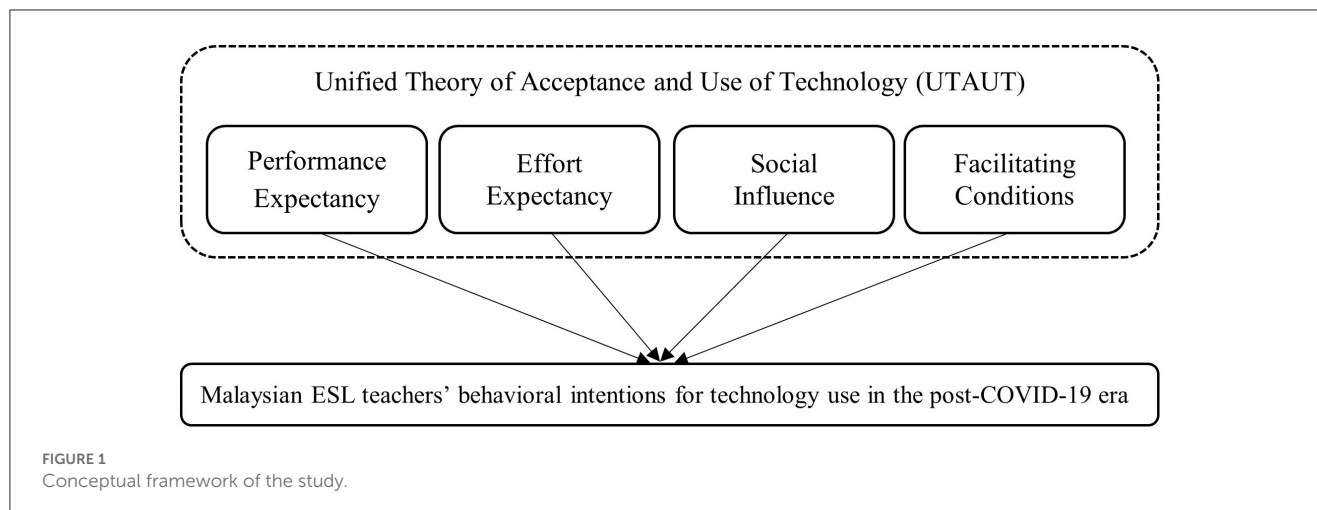 Unified Theory of Acceptance and Use of Technology (UTAUT)
Performance
Expectancy
Effort
Expectancy
Social
Influence
Facilitating
Conditions
Malaysian ESL teachers’ behavioral intentions for technology use in the post-COVID-19 era
FIGURE 1
Conceptual framework of the study.